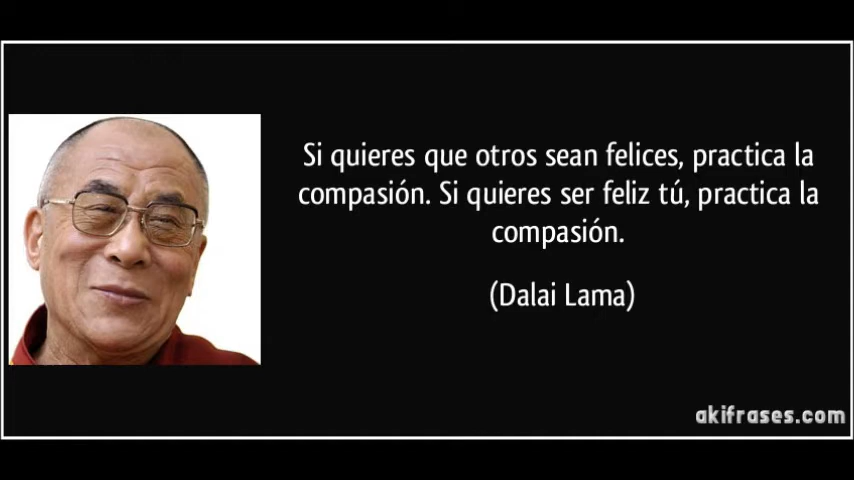 Si quieres que otros sean felices, practica la
compasión. Si quieres ser feliz tú, practica la
compasión.
(Dalai Lama)
akifrases.com